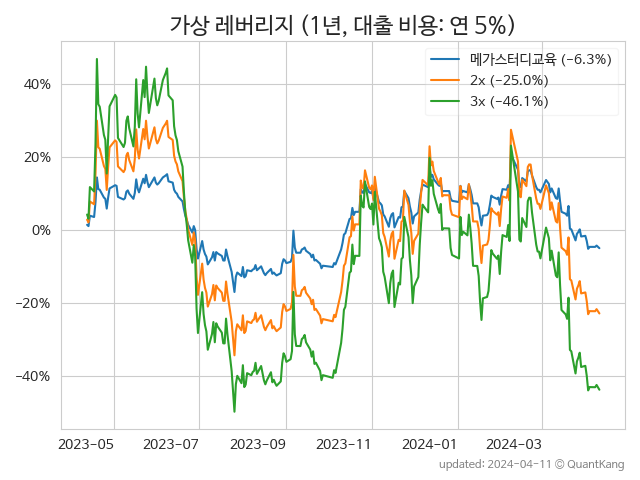 가상 레버리지 (1년, 대출 비용: 연 5%)
메가스터디교육 (−6.3%)
2x (−25.0%)
3x (−46.1%)
40%
20%
0%
−20%
−40%
2023−05 2023−07 2023−09 2023−11 2024−01 2024−03
updated: 2024−04−11 © QuantKang